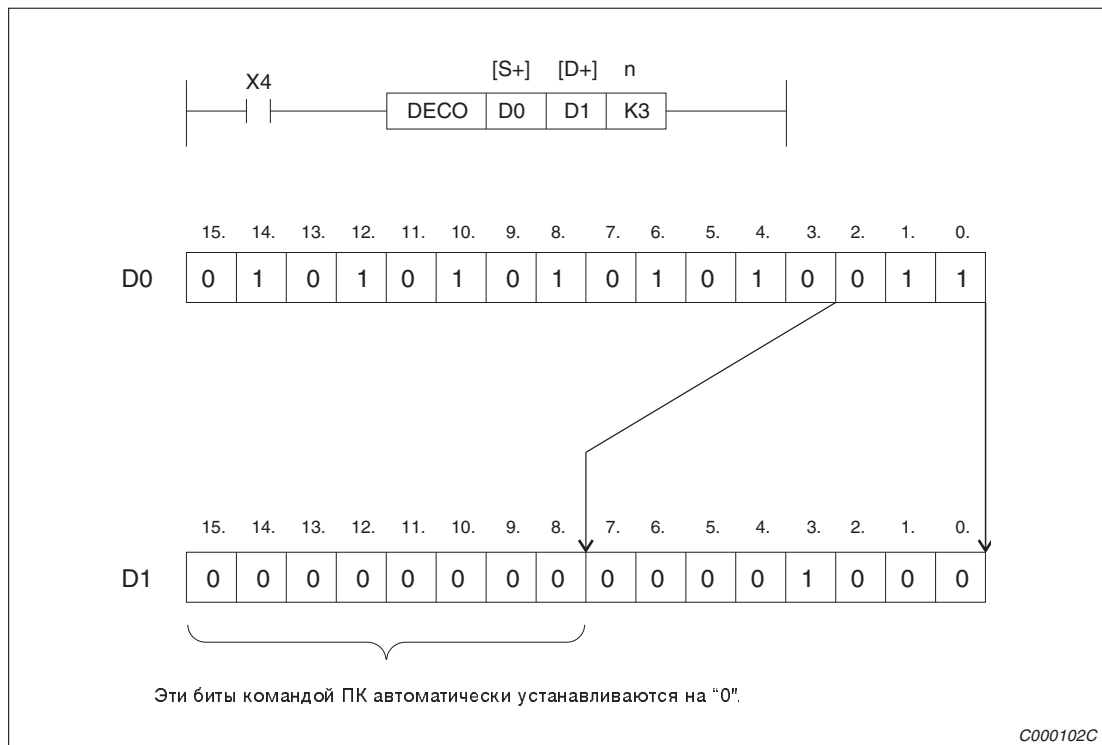 [S+] [D+] n
X4
DECO D0 D1 K3
15. 14. 13. 12. 11. 10. 9. 8. 7. 6. 5. 4. 3. 2. 1. 0.
D0 0 1 0 1 0 1 0 1 0 1 0 1 0 0 1 1
15. 14. 13. 12. 11. 10. 9. 8. 7. 6. 5. 4. 3. 2. 1. 0.
D1 0 0 0 0 0 0 0 0 0 0 0 0 1 0 0 0
Эти биты командой ПК автоматически устанавливаются на “0”.
C000102C